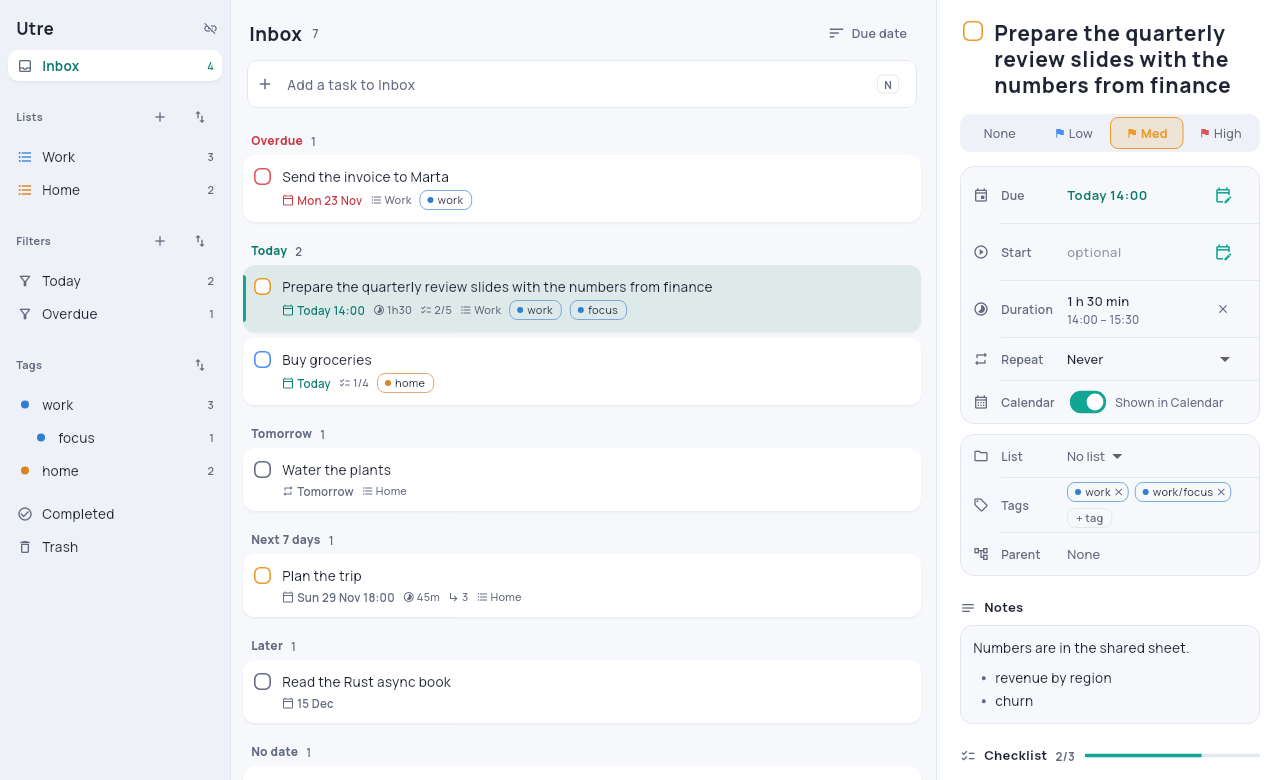 Utre
Inbox 4
Lists
Work 3
Home 2
Filters
Today 2
Overdue 1
Tags
work 3
focus 1
home 2
Completed
Trash
Inbox 7
Due date
Add a task to Inbox N
Overdue 1
Send the invoice to Marta
Mon 23 Nov Work work
Today 2
Prepare the quarterly review slides with the numbers from finance
Today 14:00 1h30 2/5 Work work focus
Buy groceries
Today 1/4 home
Tomorrow 1
Water the plants
Tomorrow Home
Next 7 days 1
Plan the trip
Sun 29 Nov 18:00 45m 3 Home
Later 1
Read the Rust async book
15 Dec
No date 1
Prepare the quarterly
review slides with the
numbers from finance
None Low Med High
Due Today 14:00
Start optional
Duration 1 h 30 min
14:00 – 15:30
Repeat Never
Calendar Shown in Calendar
List No list
Tags work work/focus
+ tag
Parent None
Notes
Numbers are in the shared sheet.
• revenue by region
• churn
Checklist 2/3